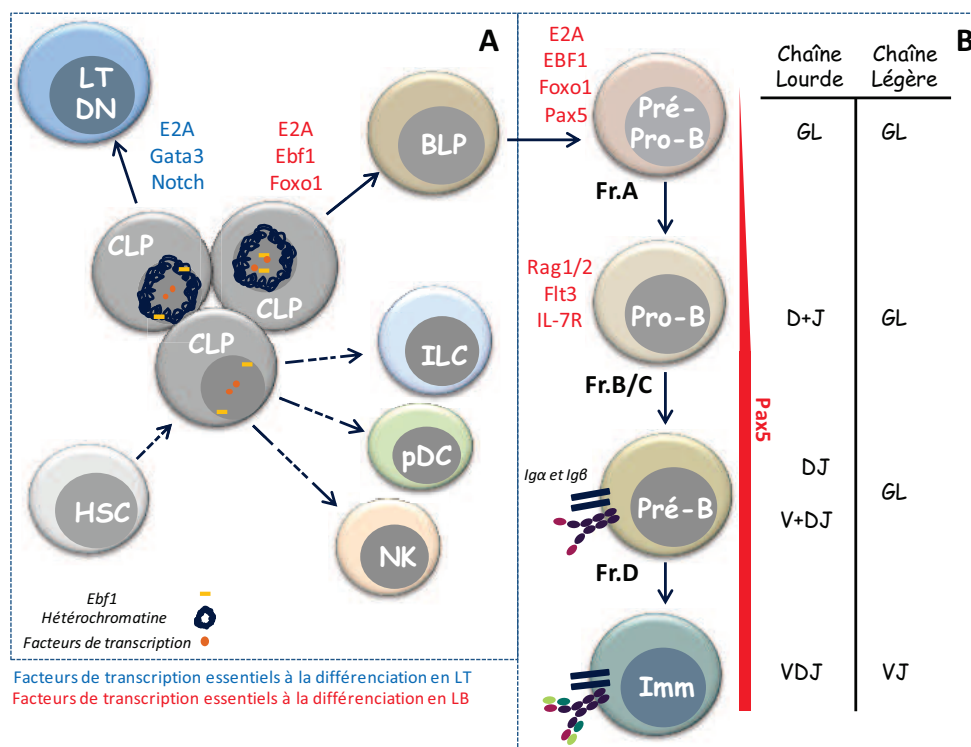 A
LT
DN
E2A
Gata3
Notch
E2A
Ebf1
Foxo1
BLP
CLP
CLP
CLP
ILC
pDC
HSC
NK
Ebf1
Hétérochromatine
Facteurs de transcription
Facteurs de transcription essentiels à la différenciation en LT
Facteurs de transcription essentiels à la différenciation en LB
B
E2A
EBF1
Foxo1
Pax5
Pré-
Pro-B
Fr.A
Rag1/2
Flt3
IL-7R
Pro-B
Fr.B/C
Igα et Igβ
Pré-B
Fr.D
Imm
Pax5
Chaîne
Lourde
Chaîne
Légère
GL GL
D+J GL
DJ
GL
V+DJ
VDJ VJ